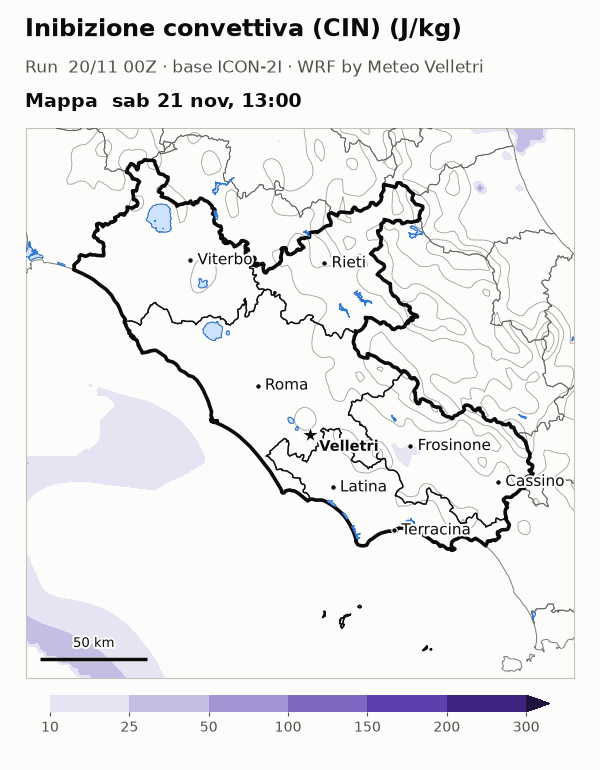 Inibizione convettiva (CIN) (J/kg)
Run 20/11 00Z · base ICON-2I · WRF by Meteo Velletri
Mappa sab 21 nov, 13:00
Viterbo
Rieti
Roma
Velletri
Frosinone
Cassino
Latina
Terracina
50 km
10 25 50 100 150 200 300